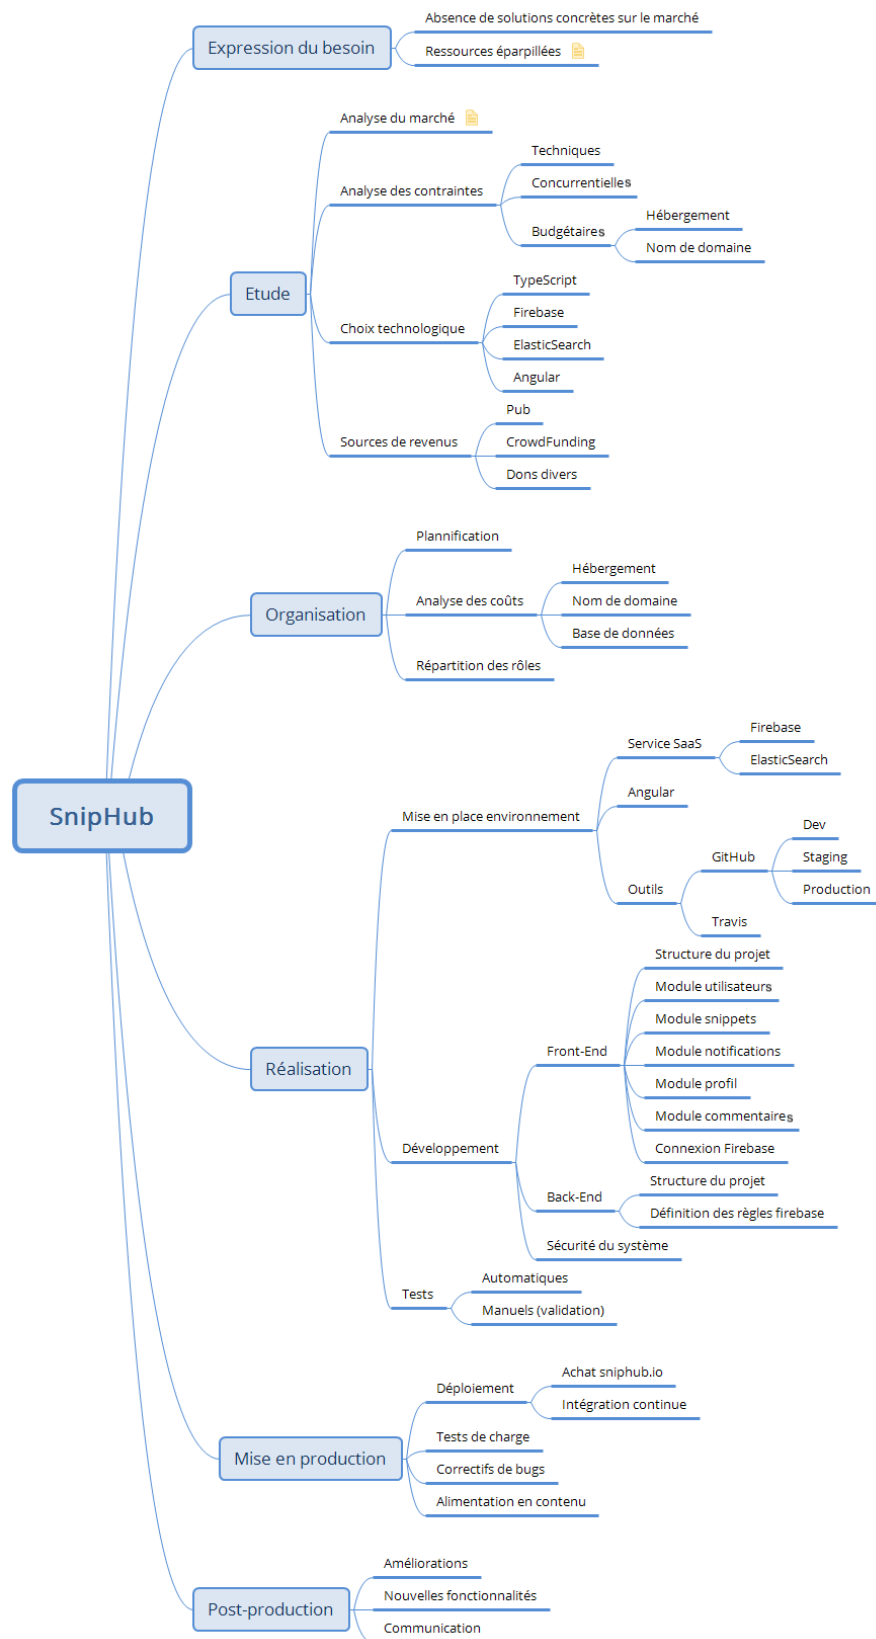 Expression du besoin
Absence de solutions concrètes sur le marché
Ressources éparpillées
Etude
Analyse du marché
Analyse des contraintes
Techniques
Concurrentielles
Budgétaires
Hébergement
Nom de domaine
Choix technologique
TypeScript
Firebase
ElasticSearch
Angular
Sources de revenus
Pub
CrowdFunding
Dons divers
Organisation
Plannification
Analyse des coûts
Hébergement
Nom de domaine
Base de données
Répartition des rôles
SnipHub
Réalisation
Mise en place environnement
Service SaaS
Firebase
ElasticSearch
Angular
Outils
GitHub
Dev
Staging
Production
Travis
Développement
Front-End
Structure du projet
Module utilisateurs
Module snippets
Module notifications
Module profil
Module commentaires
Connexion Firebase
Back-End
Structure du projet
Définition des règles firebase
Sécurité du système
Tests
Automatiques
Manuels (validation)
Mise en production
Déploiement
Achat sniphub.io
Intégration continue
Tests de charge
Correctifs de bugs
Alimentation en contenu
Post-production
Améliorations
Nouvelles fonctionnalités
Communication